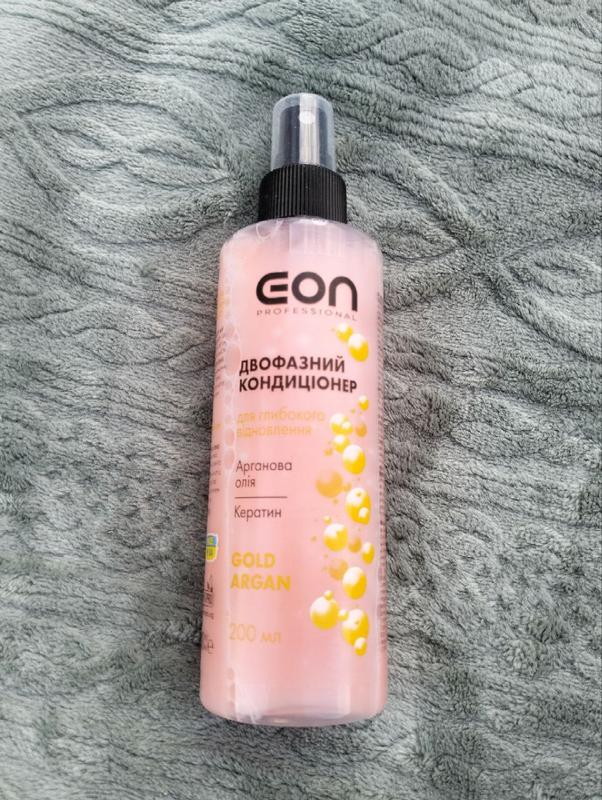 eon
PROFESSIONAL
ДВОФАЗНИЙ
КОНДИЦІОНЕР
для глибокого
відновлення
Арганова
олія
Кератин
GOLD
ARGAN
200 мл